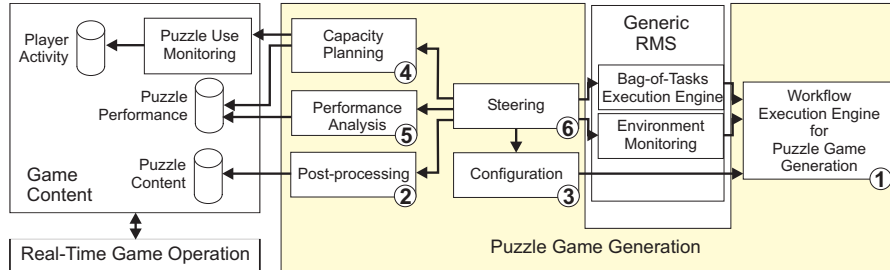 Player
Activity
Puzzle Use
Monitoring
Puzzle
Performance
Puzzle
Content
Game
Content
Real-Time Game Operation
Capacity
Planning
4
Performance
Analysis
5
Post-processing
2
Steering
6
Configuration
3
Generic
RMS
Bag-of-Tasks
Execution Engine
Environment
Monitoring
Workflow
Execution Engine
for
Puzzle Game
Generation
1
Puzzle Game Generation